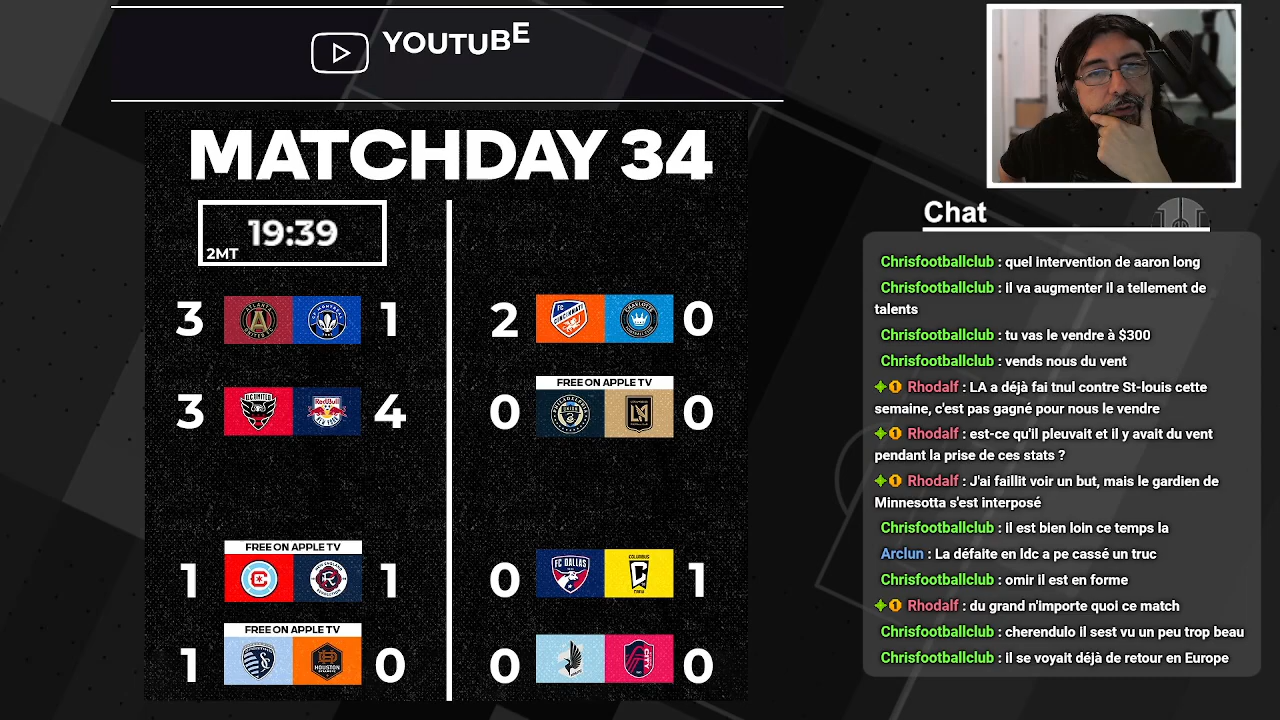 YOUTUBE
MATCHDAY 34
19:39
2MT
3 1
2 0
3 4
FREE ON APPLE TV
0 0
FREE ON APPLE TV
1 1
0 1
FREE ON APPLE TV
1 0
0 0
Chat
Chrisfootballclub : quel intervention de aaron long
Chrisfootballclub : il va augmenter il a tellement de
talents
Chrisfootballclub : tu vas le vendre à $300
Chrisfootballclub : vends nous du vent
Rhodalf : LA a déjà fai tnul contre St-louis cette
semaine, c'est pas gagné pour nous le vendre
Rhodalf : est-ce qu'il pleuvait et il y avait du vent
pendant la prise de ces stats ?
Rhodalf : J'ai faillit voir un but, mais le gardien de
Minnesotta s'est interposé
Chrisfootballclub : il est bien loin ce temps la
Arclun : La défaite en ldc a pe cassé un truc
Chrisfootballclub : omir il est en forme
Rhodalf : du grand n'importe quoi ce match
Chrisfootballclub : cherendulo il sest vu un peu trop beau
Chrisfootballclub : il se voyait déjà de retour en Europe